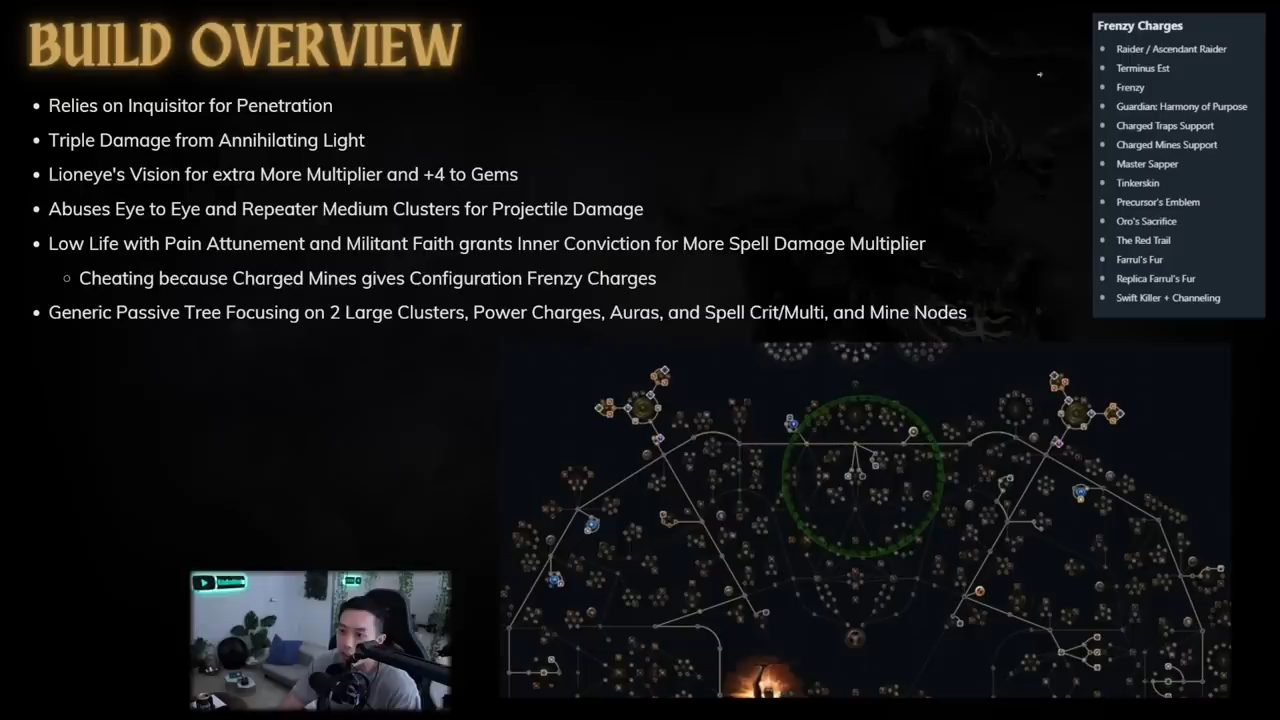 BUILD OVERVIEW
• Relies on Inquisitor for Penetration
• Triple Damage from Annihilating Light
• Lioneye's Vision for extra More Multiplier and +4 to Gems
• Abuses Eye to Eye and Repeater Medium Clusters for Projectile Damage
• Low Life with Pain Attunement and Militant Faith grants Inner Conviction for More Spell Damage Multiplier
○ Cheating because Charged Mines gives Configuration Frenzy Charges
• Generic Passive Tree Focusing on 2 Large Clusters, Power Charges, Auras, and Spell Crit/Multi, and Mine Nodes
Frenzy Charges
• Raider / Ascendant Raider
• Terminus Est
• Frenzy
• Guardian: Harmony of Purpose
• Charged Traps Support
• Charged Mines Support
• Master Sapper
• Tinkerskin
• Precursor's Emblem
• Oro's Sacrifice
• The Red Trail
• Farrul's Fur
• Replica Farrul's Fur
• Swift Killer + Channeling